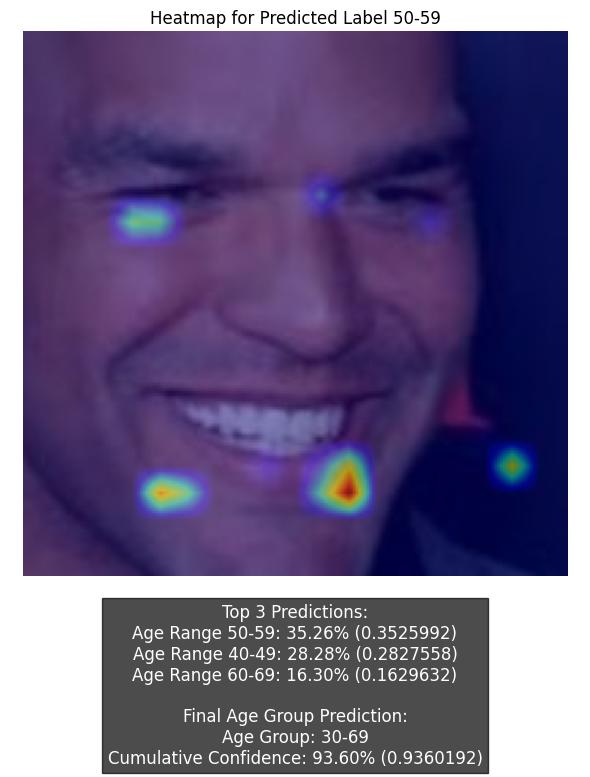 Heatmap for Predicted Label 50-59
Top 3 Predictions:
Age Range 50-59: 35.26% (0.3525992)
Age Range 40-49: 28.28% (0.2827558)
Age Range 60-69: 16.30% (0.1629632)
Final Age Group Prediction:
Age Group: 30-69
Cumulative Confidence: 93.60% (0.9360192)